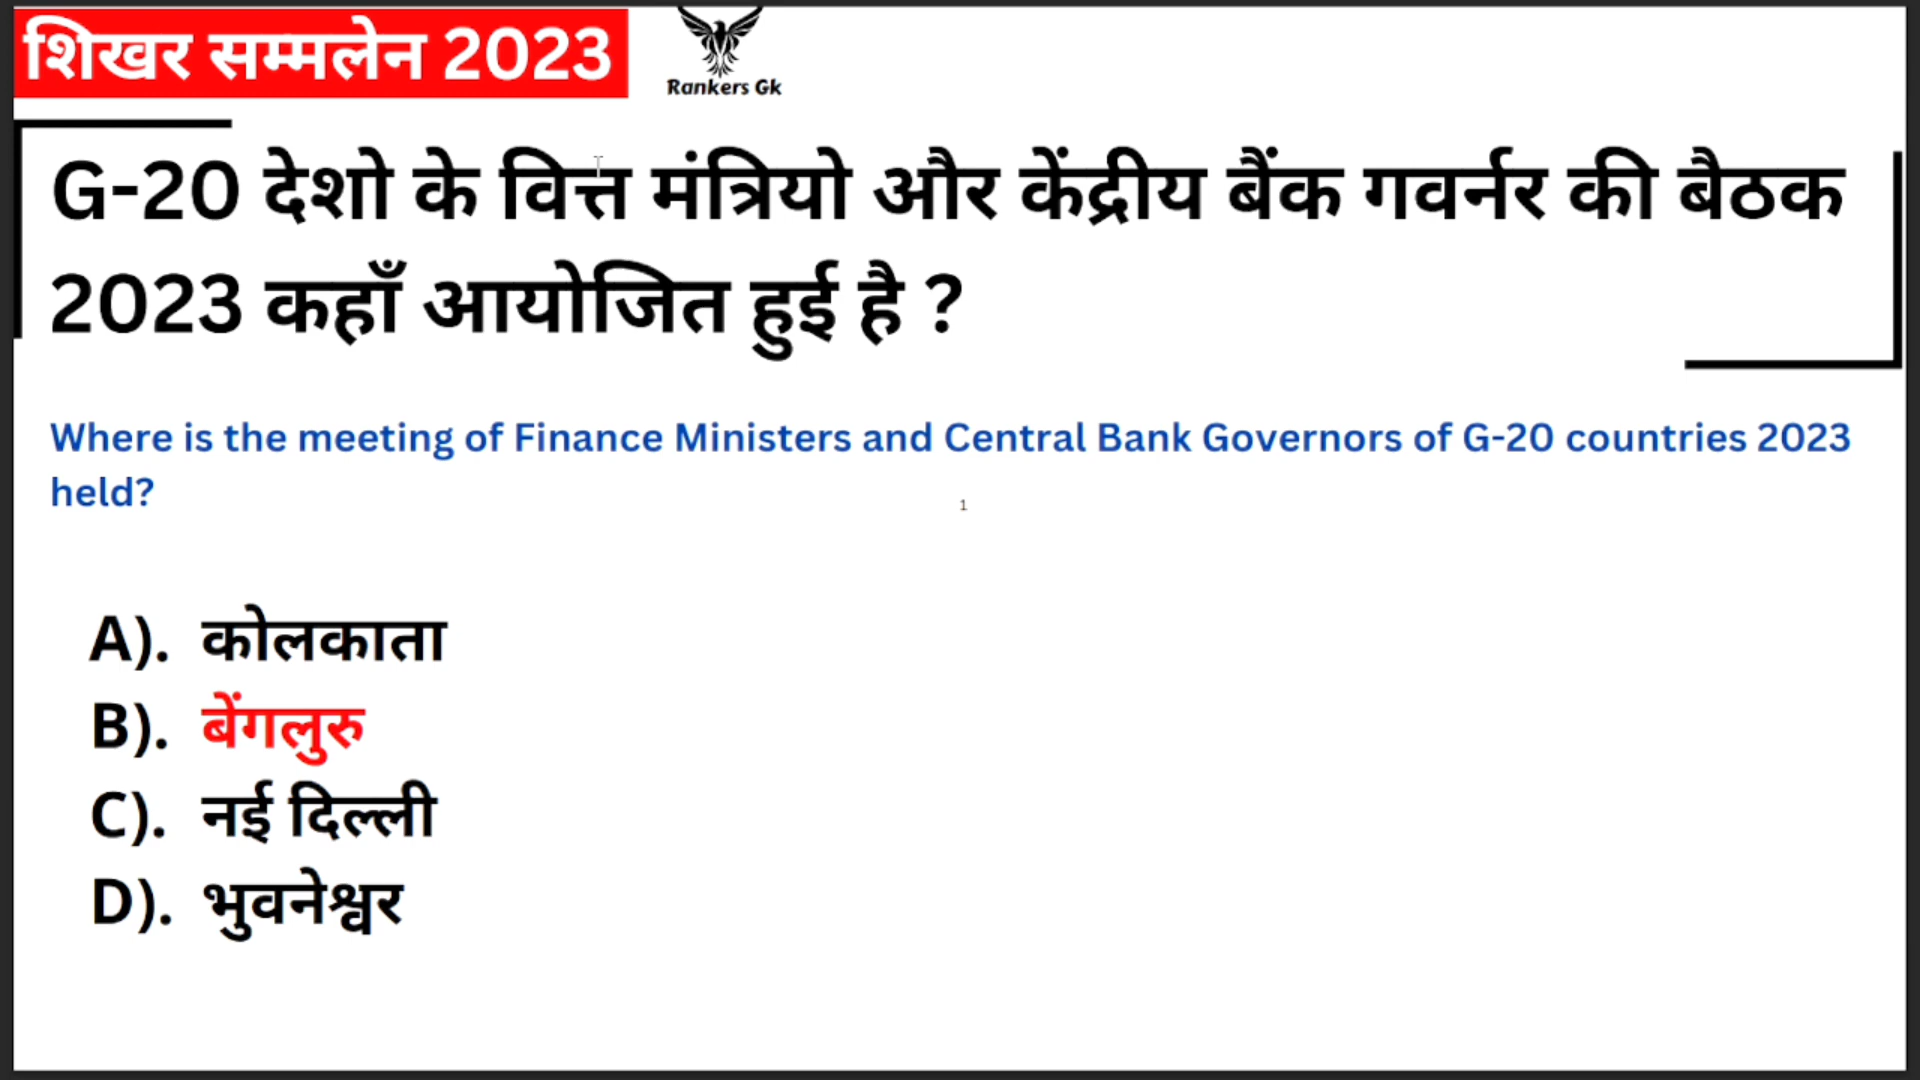 शिखर सम्मलेन 2023
Rankers Gk
G-20 देशो के वित्त मंत्रियो और केंद्रीय बैंक गवर्नर की बैठक
2023 कहाँ आयोजित हुई है ?
Where is the meeting of Finance Ministers and Central Bank Governors of G-20 countries 2023
held?
1
A). कोलकाता
B). बेंगलुरु
C). नई दिल्ली
D). भुवनेश्वर